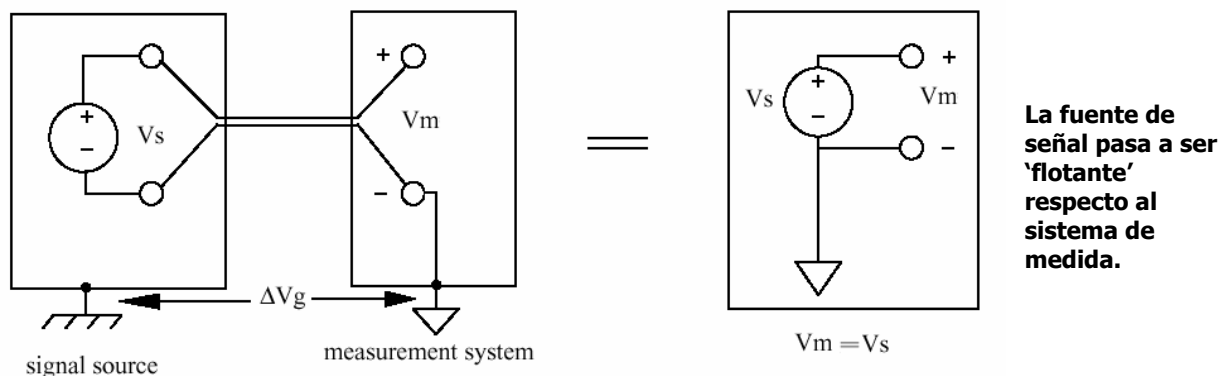 +
−
Vs
+
Vm
−
ΔVg
signal source
measurement system
Vs
+
−
+
Vm
−
Vm = Vs
La fuente de
señal pasa a ser
‘flotante’
respecto al
sistema de
medida.